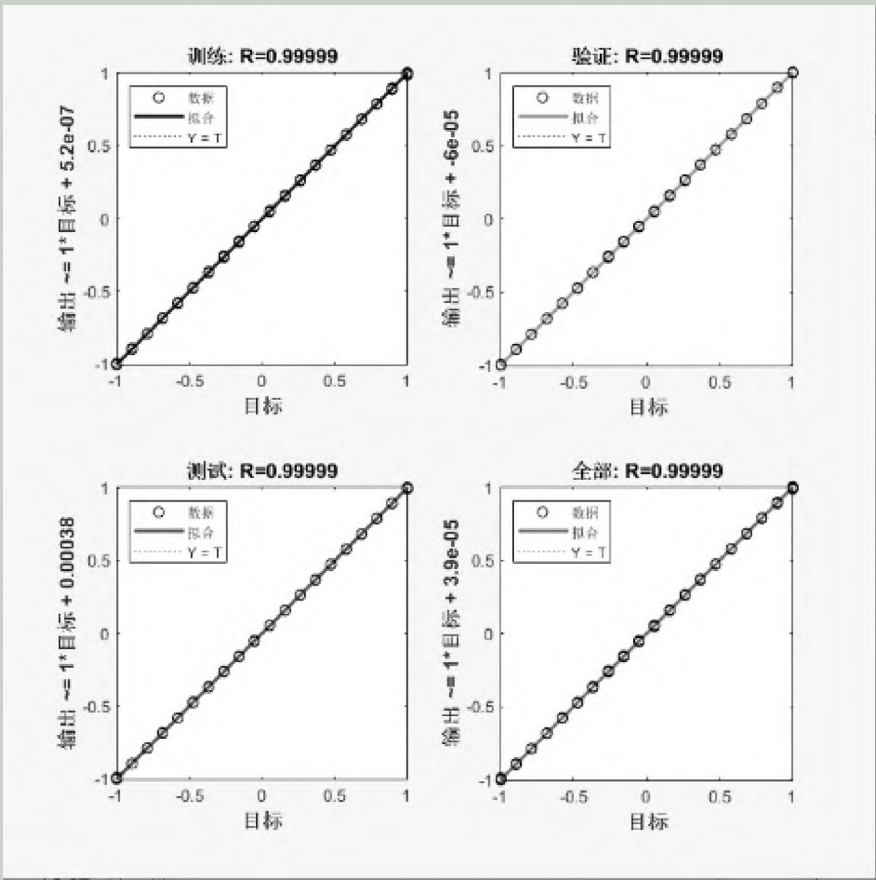 训练: R=0.99999
输出 ~= 1*目标 + 5.2e-07
1
0.5
0
-0.5
-1
数据
拟合
Y = T
-1 -0.5 0 0.5 1
目标
验证: R=0.99999
输出 ~= 1*目标 + -6e-05
1
0.5
0
-0.5
-1
数据
拟合
Y = T
-1 -0.5 0 0.5 1
目标
测试: R=0.99999
输出 ~= 1*目标 + 0.00038
1
0.5
0
-0.5
-1
数据
拟合
Y = T
-1 -0.5 0 0.5 1
目标
全部: R=0.99999
输出 ~= 1*目标 + 3.9e-05
1
0.5
0
-0.5
-1
数据
拟合
Y = T
-1 -0.5 0 0.5 1
目标